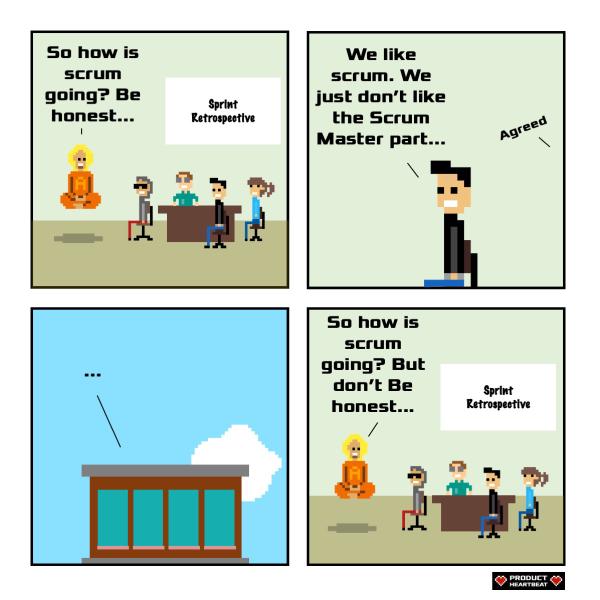 So how is
scrum
going? Be
honest...
Sprint
Retrospective
We like
scrum. We
just don't like
the Scrum
Master part...
Agreed
...
So how is
scrum
going? But
don't Be
honest...
Sprint
Retrospective
PRODUCT
HEARTBEAT